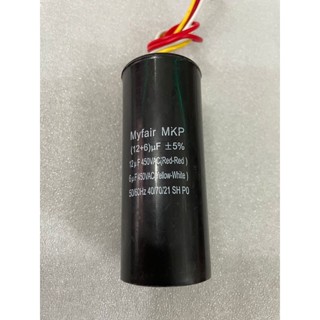 Myfair MKP
(12+6)μF ±5%
12μF 450VAC(Red-Red)
6μF 450VAC(Yellow-White)
50/60Hz 40/70/21 SH P0